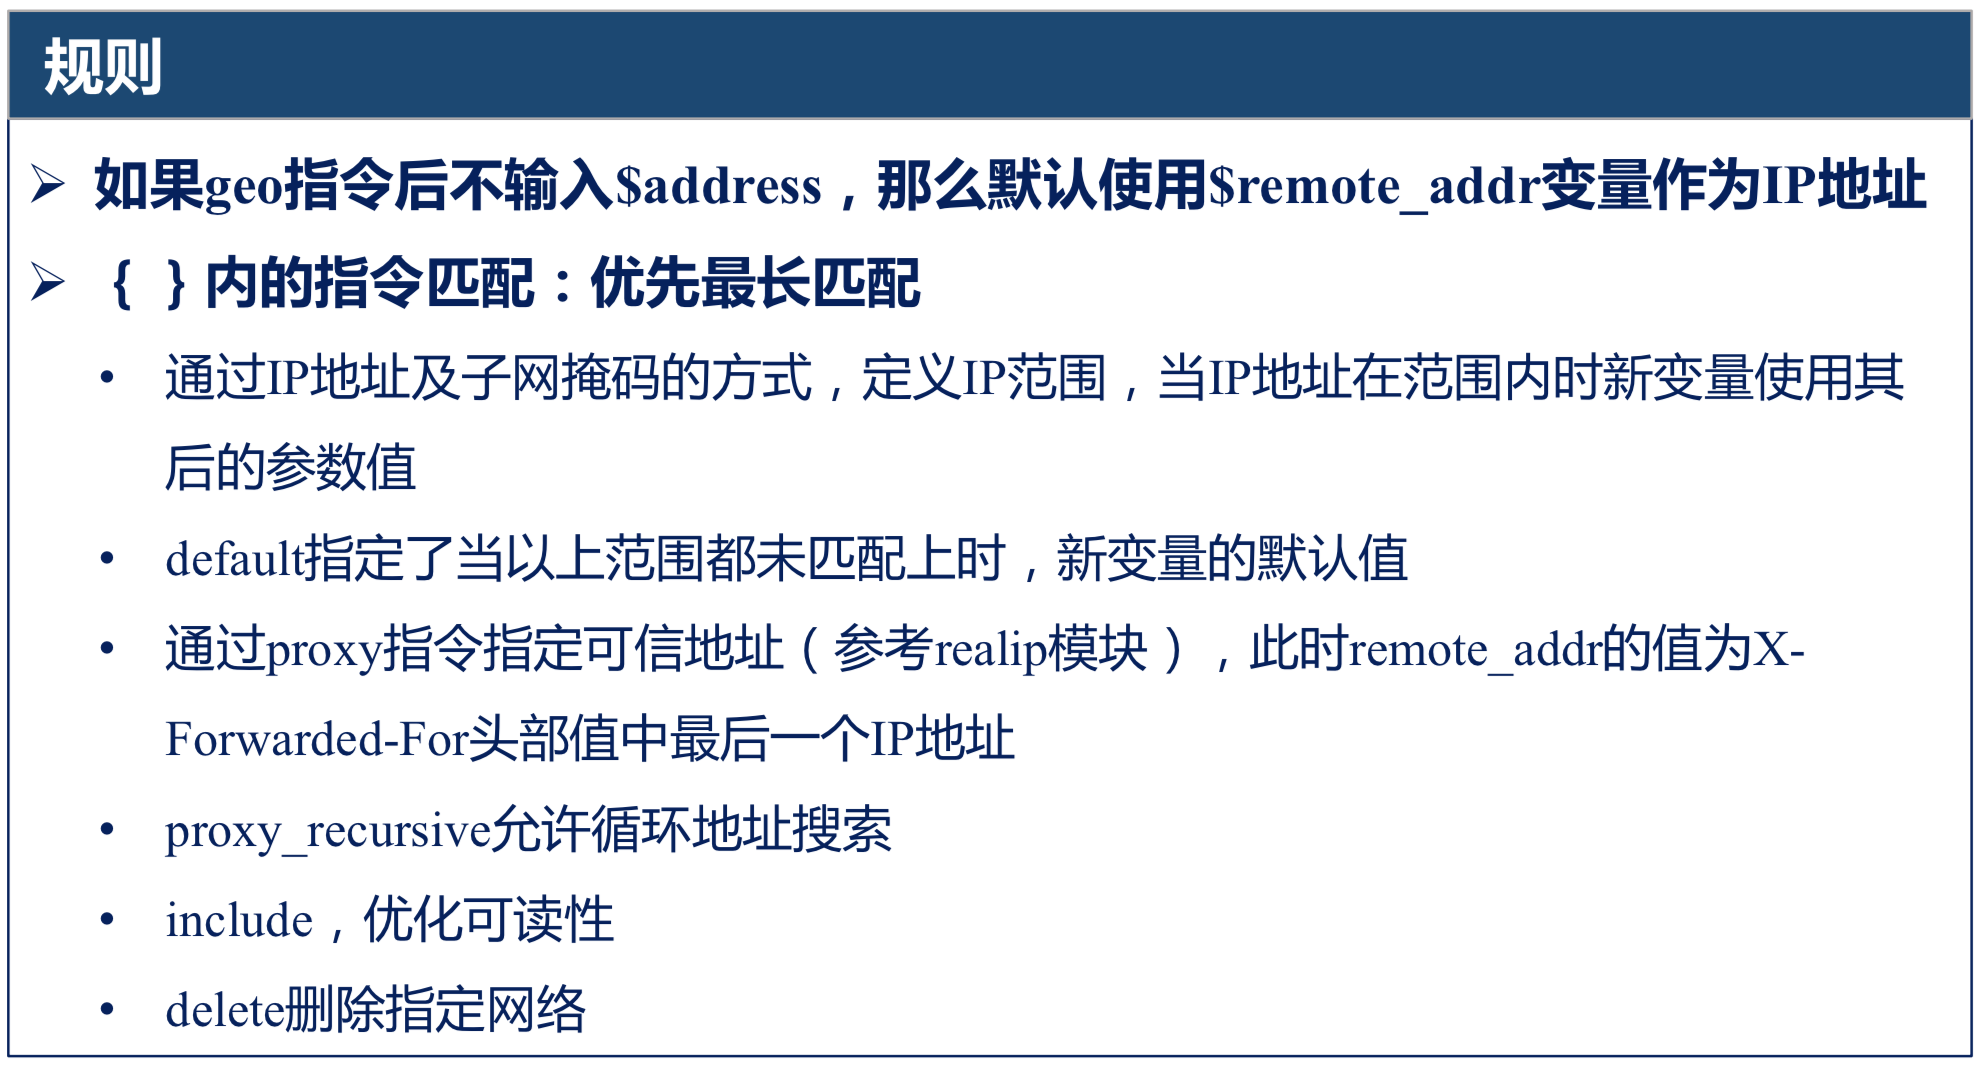 规则
➢ 如果geo指令后不输入$address，那么默认使用$remote_addr变量作为IP地址
➢ { }内的指令匹配：优先最长匹配
• 通过IP地址及子网掩码的方式，定义IP范围，当IP地址在范围内时新变量使用其
后的参数值
• default指定了当以上范围都未匹配上时，新变量的默认值
• 通过proxy指令指定可信地址（参考realip模块），此时remote_addr的值为X-
Forwarded-For头部值中最后一个IP地址
• proxy_recursive允许循环地址搜索
• include，优化可读性
• delete删除指定网络